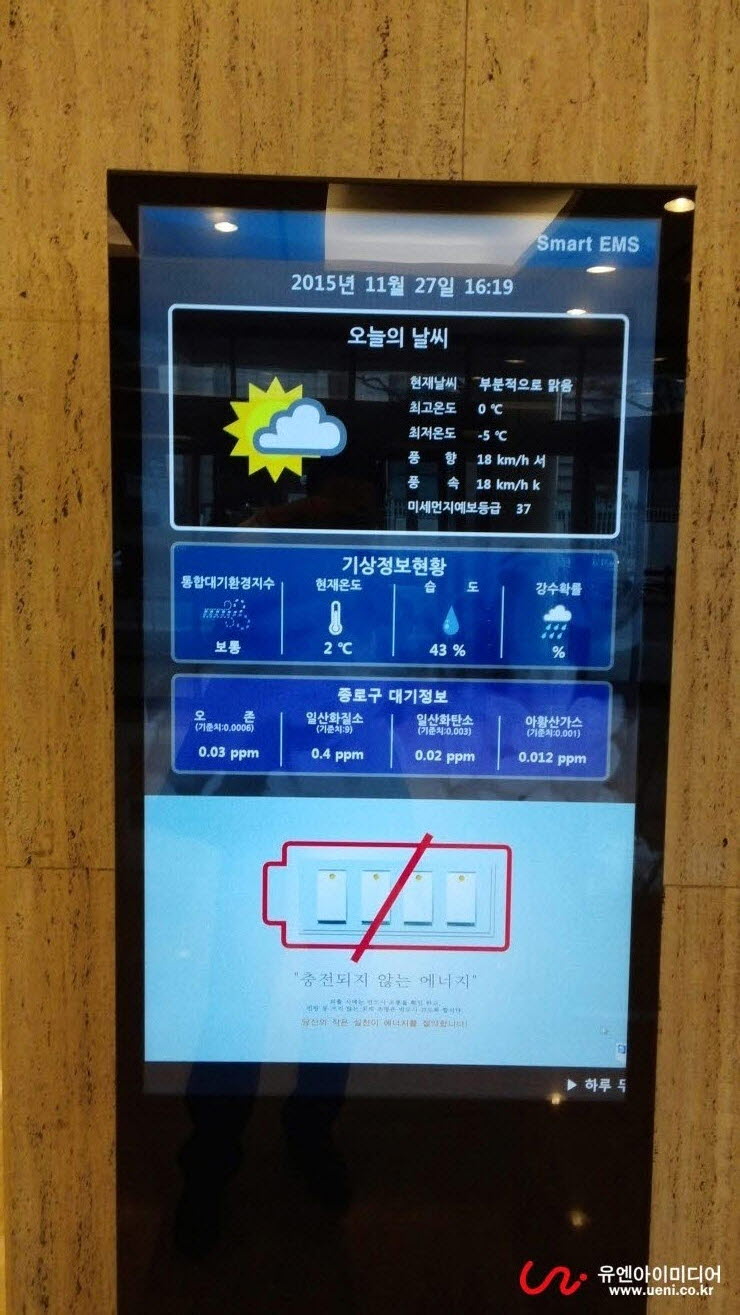 Smart EMS
2015년 11월 27일 16:19
오늘의 날씨
현재날씨 부분적으로 맑음
최고온도 0 ℃
최저온도 -5 ℃
풍 향 18 km/h 서
풍 속 18 km/h k
미세먼지예보등급 37
기상정보현황
통합대기환경지수 현재온도 습 도 강수확률
보통 2 ℃ 43 % %
종로구 대기정보
오 존 일산화질소 일산화탄소 아황산가스
(기준치:0.0006) (기준치:9) (기준치:0.003) (기준치:0.001)
0.03 ppm 0.4 ppm 0.02 ppm 0.012 ppm
"충전되지 않는 에너지"
당신의 작은 실천이 에너지를 절약합니다!
▶ 하루
유엔아이미디어
www.ueni.co.kr